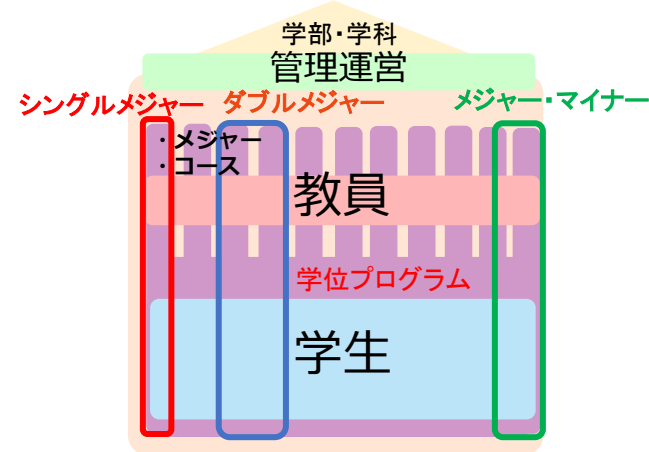 学部・学科
管理運営
シングルメジャー
ダブルメジャー
メジャー・マイナー
・メジャー
・コース
教員
学位プログラム
学生